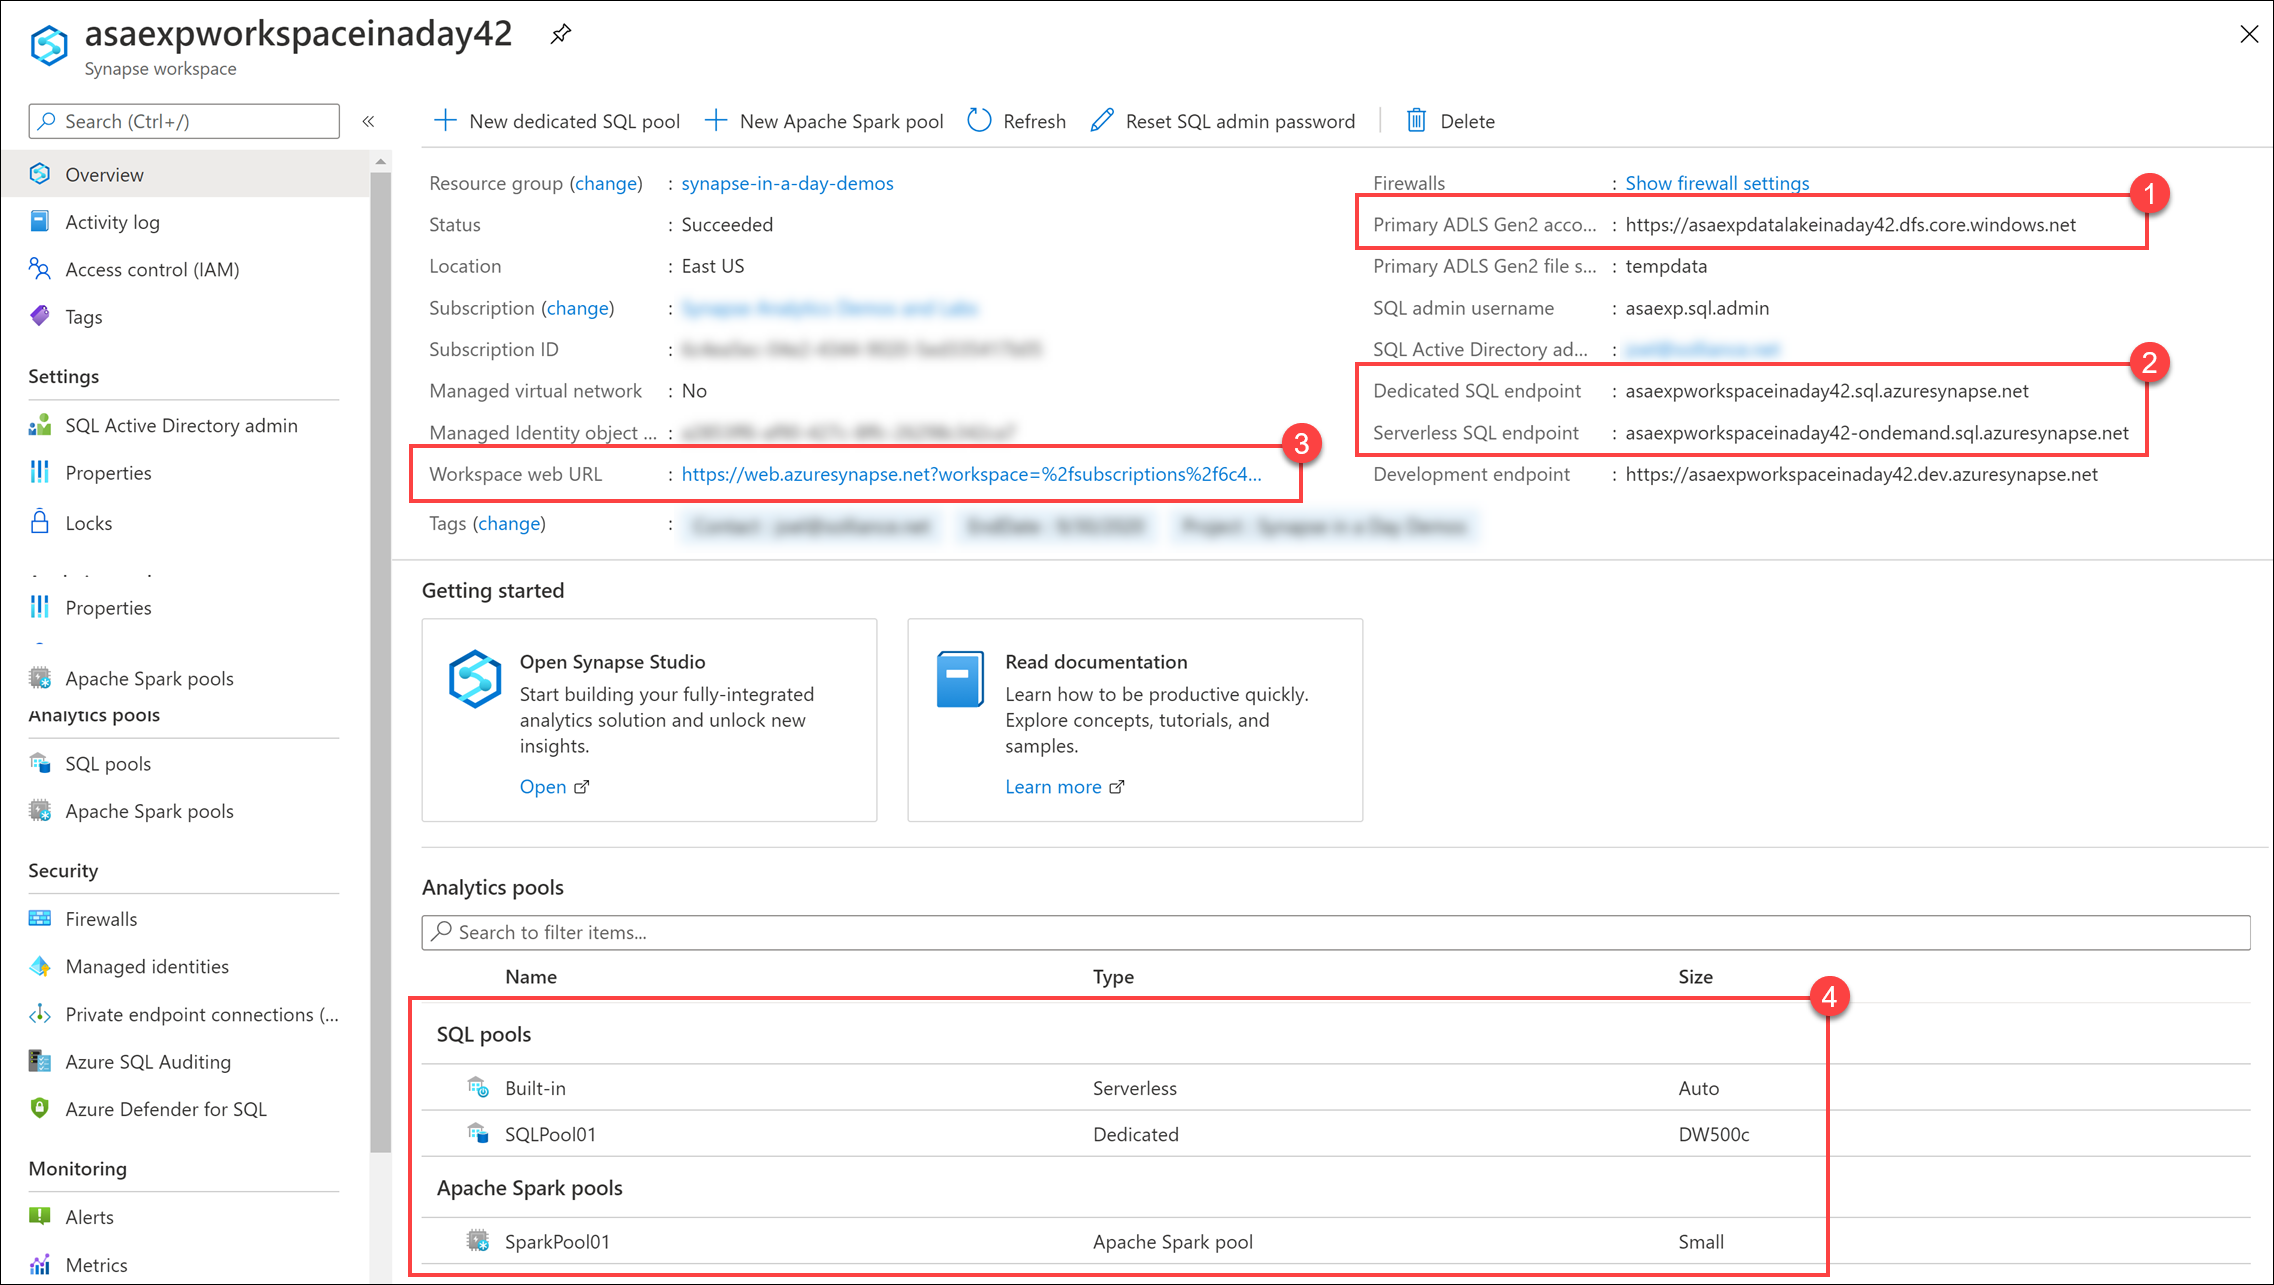 asaexpworkspaceinaday42
Synapse workspace
Search (Ctrl+/)
«
Overview
Activity log
Access control (IAM)
Tags
Settings
SQL Active Directory admin
Properties
Locks
Properties
Apache Spark pools
Analytics pools
SQL pools
Apache Spark pools
Security
Firewalls
Managed identities
Private endpoint connections (...
Azure SQL Auditing
Azure Defender for SQL
Monitoring
Alerts
Metrics
New dedicated SQL pool New Apache Spark pool Refresh Reset SQL admin password Delete
Resource group (change) : synapse-in-a-day-demos
Status : Succeeded
Location : East US
Subscription (change) : Synapse Analytics Demos and Labs
Subscription ID :
Managed virtual network : No
Managed Identity object ... :
Workspace web URL : https://web.azuresynapse.net?workspace=%2fsubscriptions%2f6c4...
3
Tags (change) :
Firewalls : Show firewall settings
1
Primary ADLS Gen2 acco... : https://asaexpdatalakeinaday42.dfs.core.windows.net
Primary ADLS Gen2 file s... : tempdata
SQL admin username : asaexp.sql.admin
SQL Active Directory ad... :
2
Dedicated SQL endpoint : asaexpworkspaceinaday42.sql.azuresynapse.net
Serverless SQL endpoint : asaexpworkspaceinaday42-ondemand.sql.azuresynapse.net
Development endpoint : https://asaexpworkspaceinaday42.dev.azuresynapse.net
Getting started
Open Synapse Studio
Start building your fully-integrated
analytics solution and unlock new
insights.
Open
Read documentation
Learn how to be productive quickly.
Explore concepts, tutorials, and
samples.
Learn more
Analytics pools
Search to filter items...
Name Type Size
4
SQL pools
Built-in Serverless Auto
SQLPool01 Dedicated DW500c
Apache Spark pools
SparkPool01 Apache Spark pool Small